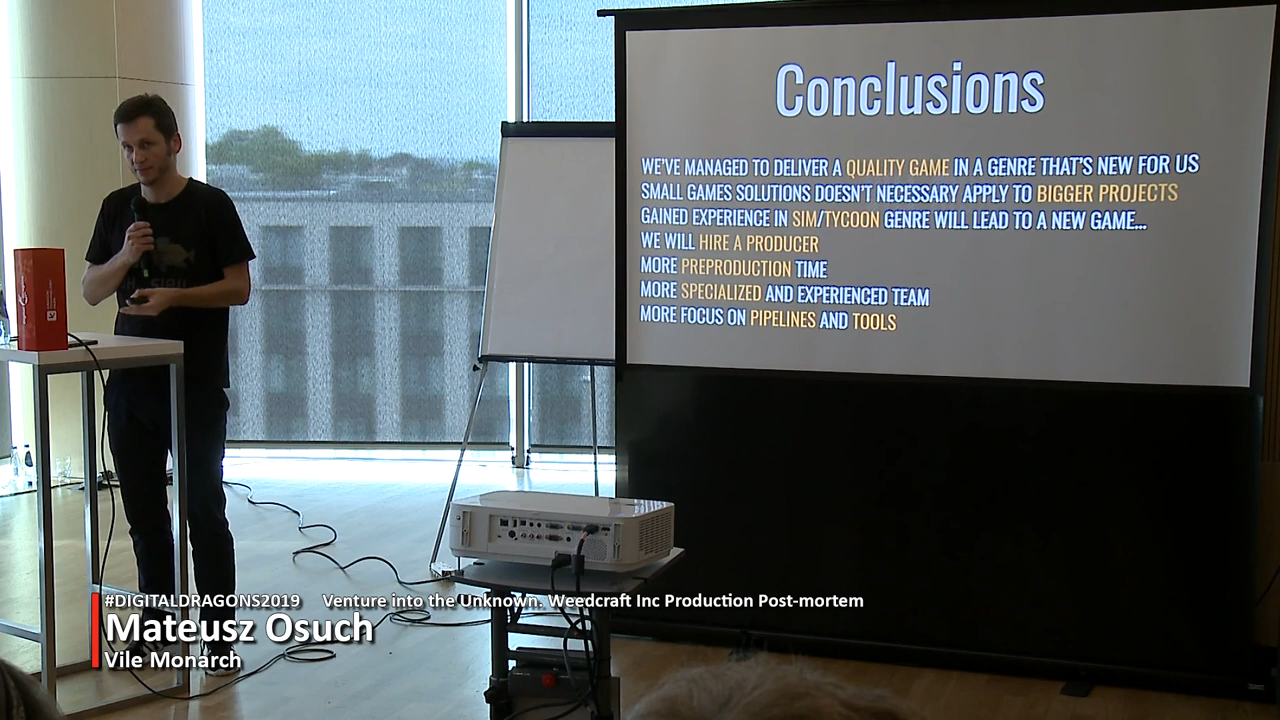 Conclusions
WE'VE MANAGED TO DELIVER A QUALITY GAME IN A GENRE THAT'S NEW FOR US
SMALL GAMES SOLUTIONS DOESN'T NECESSARY APPLY TO BIGGER PROJECTS
GAINED EXPERIENCE IN SIM/TYCOON GENRE WILL LEAD TO A NEW GAME...
WE WILL HIRE A PRODUCER
MORE PREPRODUCTION TIME
MORE SPECIALIZED AND EXPERIENCED TEAM
MORE FOCUS ON PIPELINES AND TOOLS
#DIGITALDRAGONS2019 Venture into the Unknown. Weedcraft Inc Production Post-mortem
Mateusz Osuch
Vile Monarch